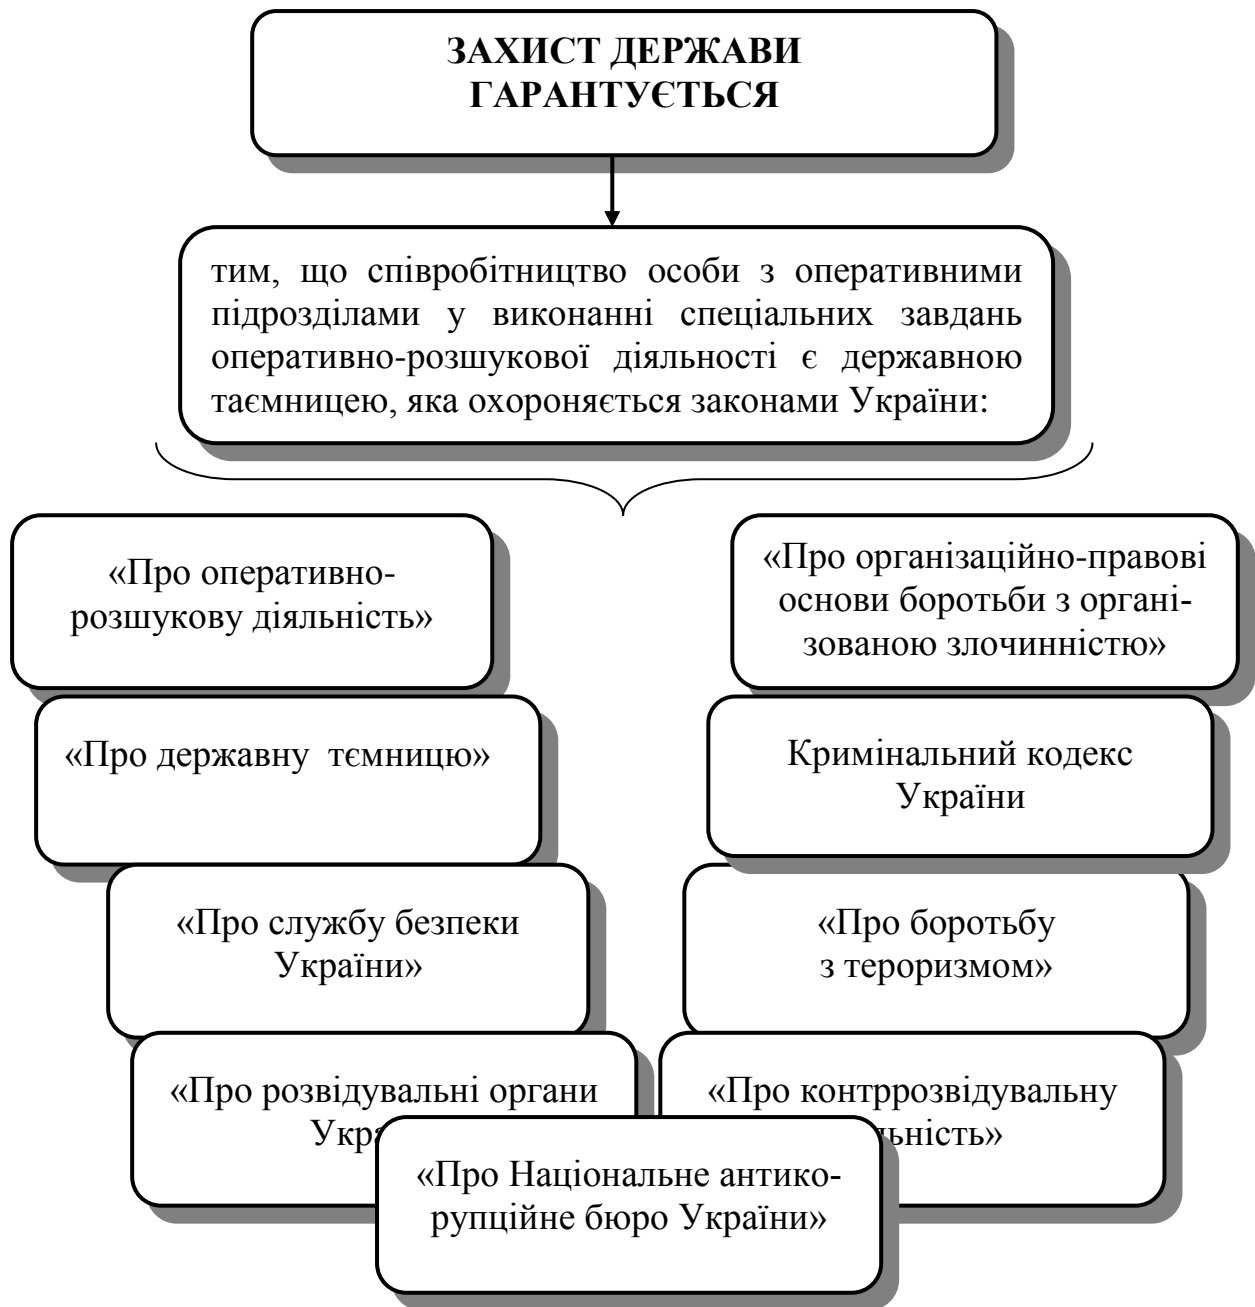 ЗАХИСТ ДЕРЖАВИ
ГАРАНТУЄТЬСЯ
тим, що співробітництво особи з оперативними
підрозділами у виконанні спеціальних завдань
оперативно-розшукової діяльності є державною
таємницею, яка охороняється законами України:
«Про оперативно-
розшукову діяльність»
«Про організаційно-правові
основи боротьби з органі-
зованою злочинністю»
«Про державну тємницю»
Кримінальний кодекс
України
«Про службу безпеки
України»
«Про боротьбу
з тероризмом»
«Про розвідувальні органи
«Про контррозвідувальну
«Про Національне антико-
рупційне бюро України»